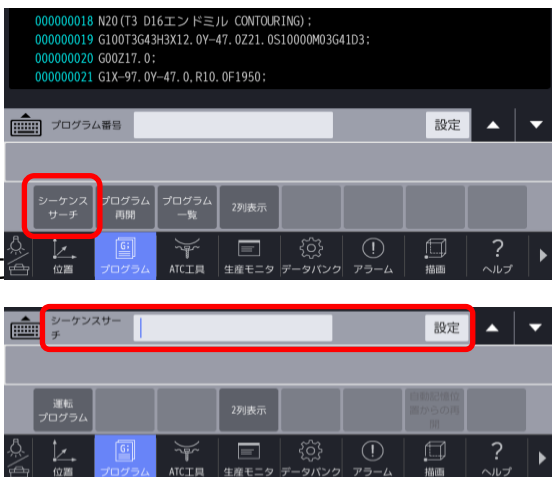 000000018 N20(T3 D16エンドミル CONTOURING);
000000019 G100T3G43H3X12.0Y-47.0Z21.0S10000M03G41D3;
000000020 G00Z17.0;
000000021 G1X-97.0Y-47.0,R10.0F1950;
プログラム番号
設定
シーケンス
サーチ
プログラム
再開
プログラム
一覧
2列表示
位置
プログラム
ATC工具
生産モニタ
データバンク
アラーム
描画
ヘルプ
シーケンスサー
チ
設定
運転
プログラム
2列表示
置からの再
開
位置
プログラム
ATC工具
生産モニタ
データバンク
アラーム
描画
ヘルプ